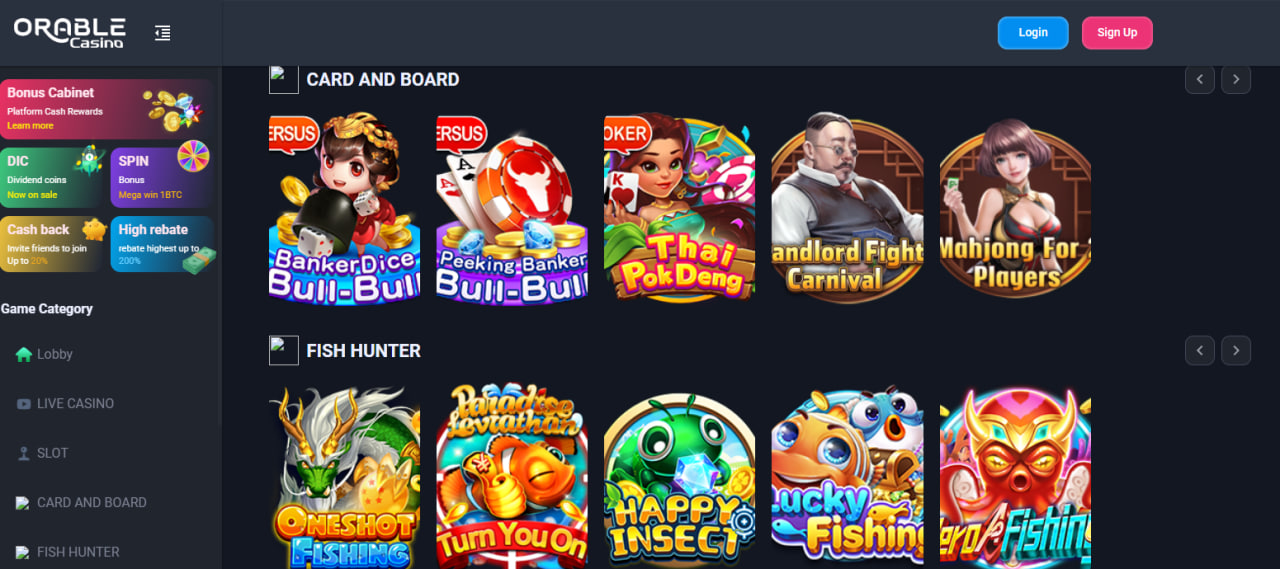 ORABLE
Casino
Login
Sign Up
Bonus Cabinet
Platform Cash Rewards
Learn more
DIC
Dividend coins
Now on sale
SPIN
Bonus
Mega win 1BTC
Cash back
Invite friends to join
Up to 20%
High rebate
rebate highest up to
200%
Game Category
Lobby
LIVE CASINO
SLOT
CARD AND BOARD
FISH HUNTER
CARD AND BOARD
ERSUS
BankerDice
Bull-Bull
ERSUS
A
A
Peeking Banker
Bull-Bull
OKER
K
Thai
PokDeng
andlord Fight
Carnival
Mahjong For
Players
FISH HUNTER
ONESHOT
FISHING
Paradise
Leviathan
Turn You On
HAPPY
INSECT
Lucky
Fishing
ero
Fishing